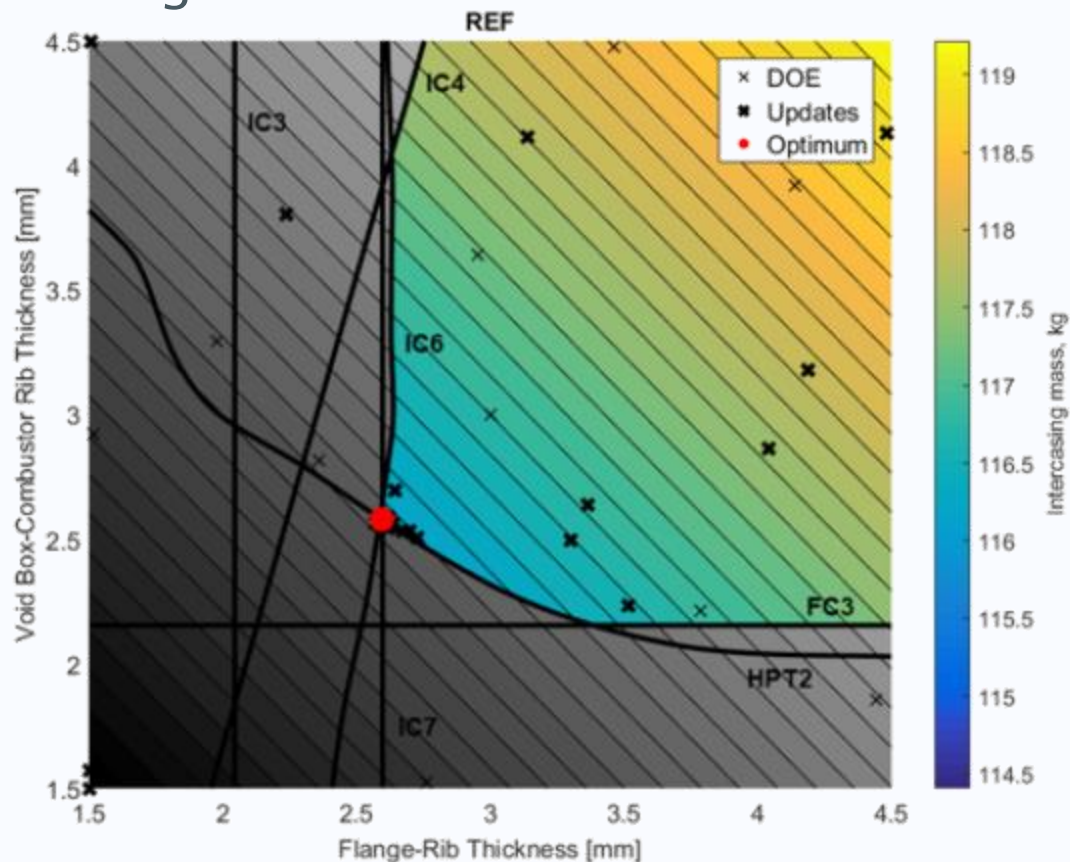 REF
4.5
4
3.5
3
2.5
2
1.5
Void Box-Combustor Rib Thickness [mm]
IC3
IC4
IC6
FC3
HPT2
IC7
DOE
Updates
Optimum
1.5
2
2.5
3
3.5
4
4.5
Flange-Rib Thickness [mm]
119
118.5
118
117.5
117
116.5
116
115.5
115
114.5
Intercasing mass, kg